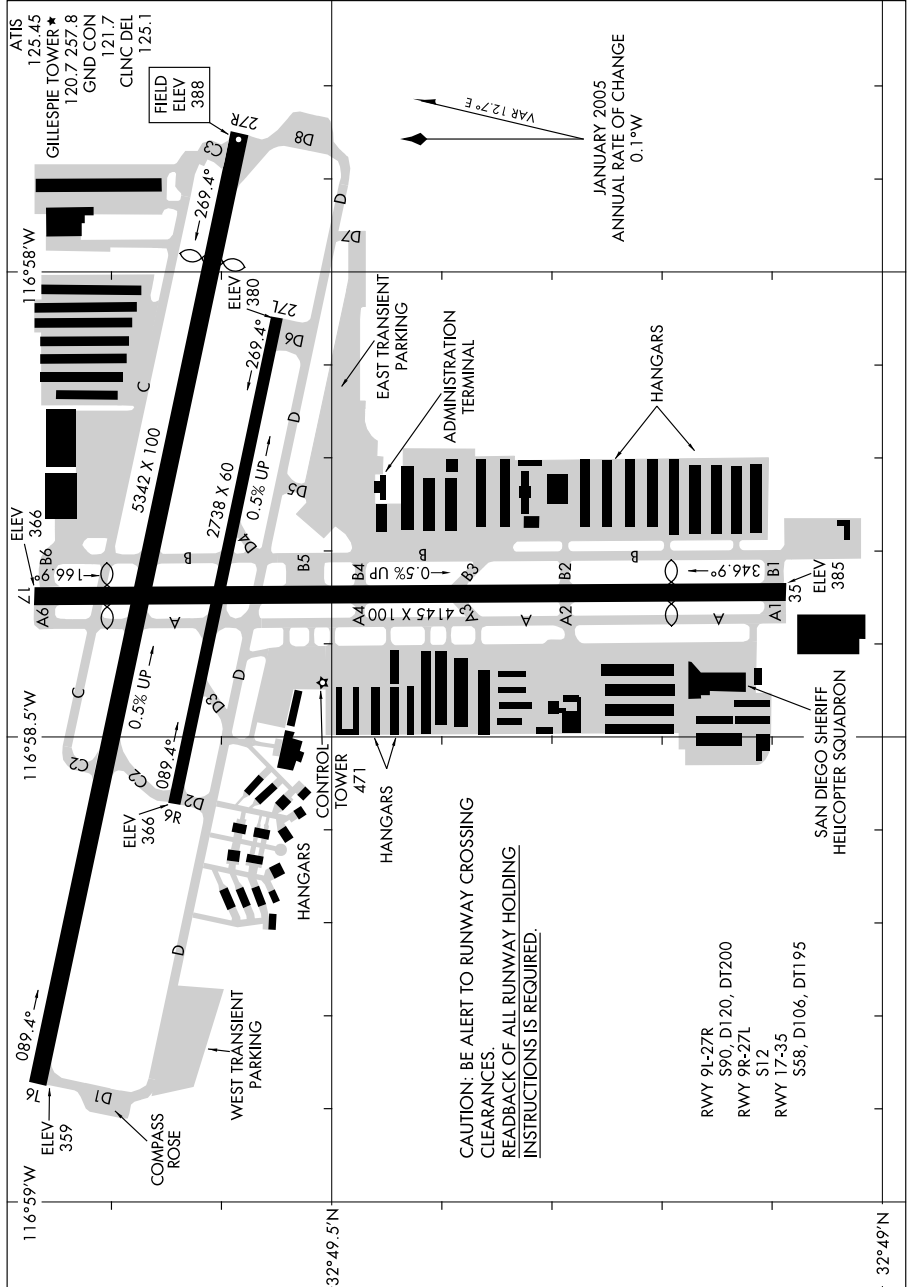 ATIS
125.45
GILLESPIE TOWER★
120.7 257.8
GND CON
121.7
CLNC DEL
125.1
FIELD
ELEV
388
116°59'W
116°58.5'W
116°58'W
32°49.5'N
32°49'N
9L
089.4°
ELEV
359
D1
COMPASS
ROSE
WEST TRANSIENT
PARKING
D
C2
C2
C
0.5% UP
089.4°
ELEV
366
9R
D2
D3
D
HANGARS
CONTROL
TOWER
471
HANGARS
17
ELEV
366
A6
B6
166.9°
A
B
5342 X 100
C
2738 X 60
0.5% UP
D4
D5
D
D6
269.4°
27L
ELEV
380
269.4°
C3
27R
D8
D
D7
B5
B4
A4
4145 X 100
0.5% UP
B
A3
B3
A
A2
B2
B
A
346.9°
A1
B1
35
ELEV
385
EAST TRANSIENT
PARKING
ADMINISTRATION
TERMINAL
HANGARS
SAN DIEGO SHERIFF
HELICOPTER SQUADRON
VAR 12.7° E
JANUARY 2005
ANNUAL RATE OF CHANGE
0.1°W
CAUTION: BE ALERT TO RUNWAY CROSSING
CLEARANCES.
READBACK OF ALL RUNWAY HOLDING
INSTRUCTIONS IS REQUIRED.
RWY 9L-27R
S90, D120, DT200
RWY 9R-27L
S12
RWY 17-35
S58, D106, DT195